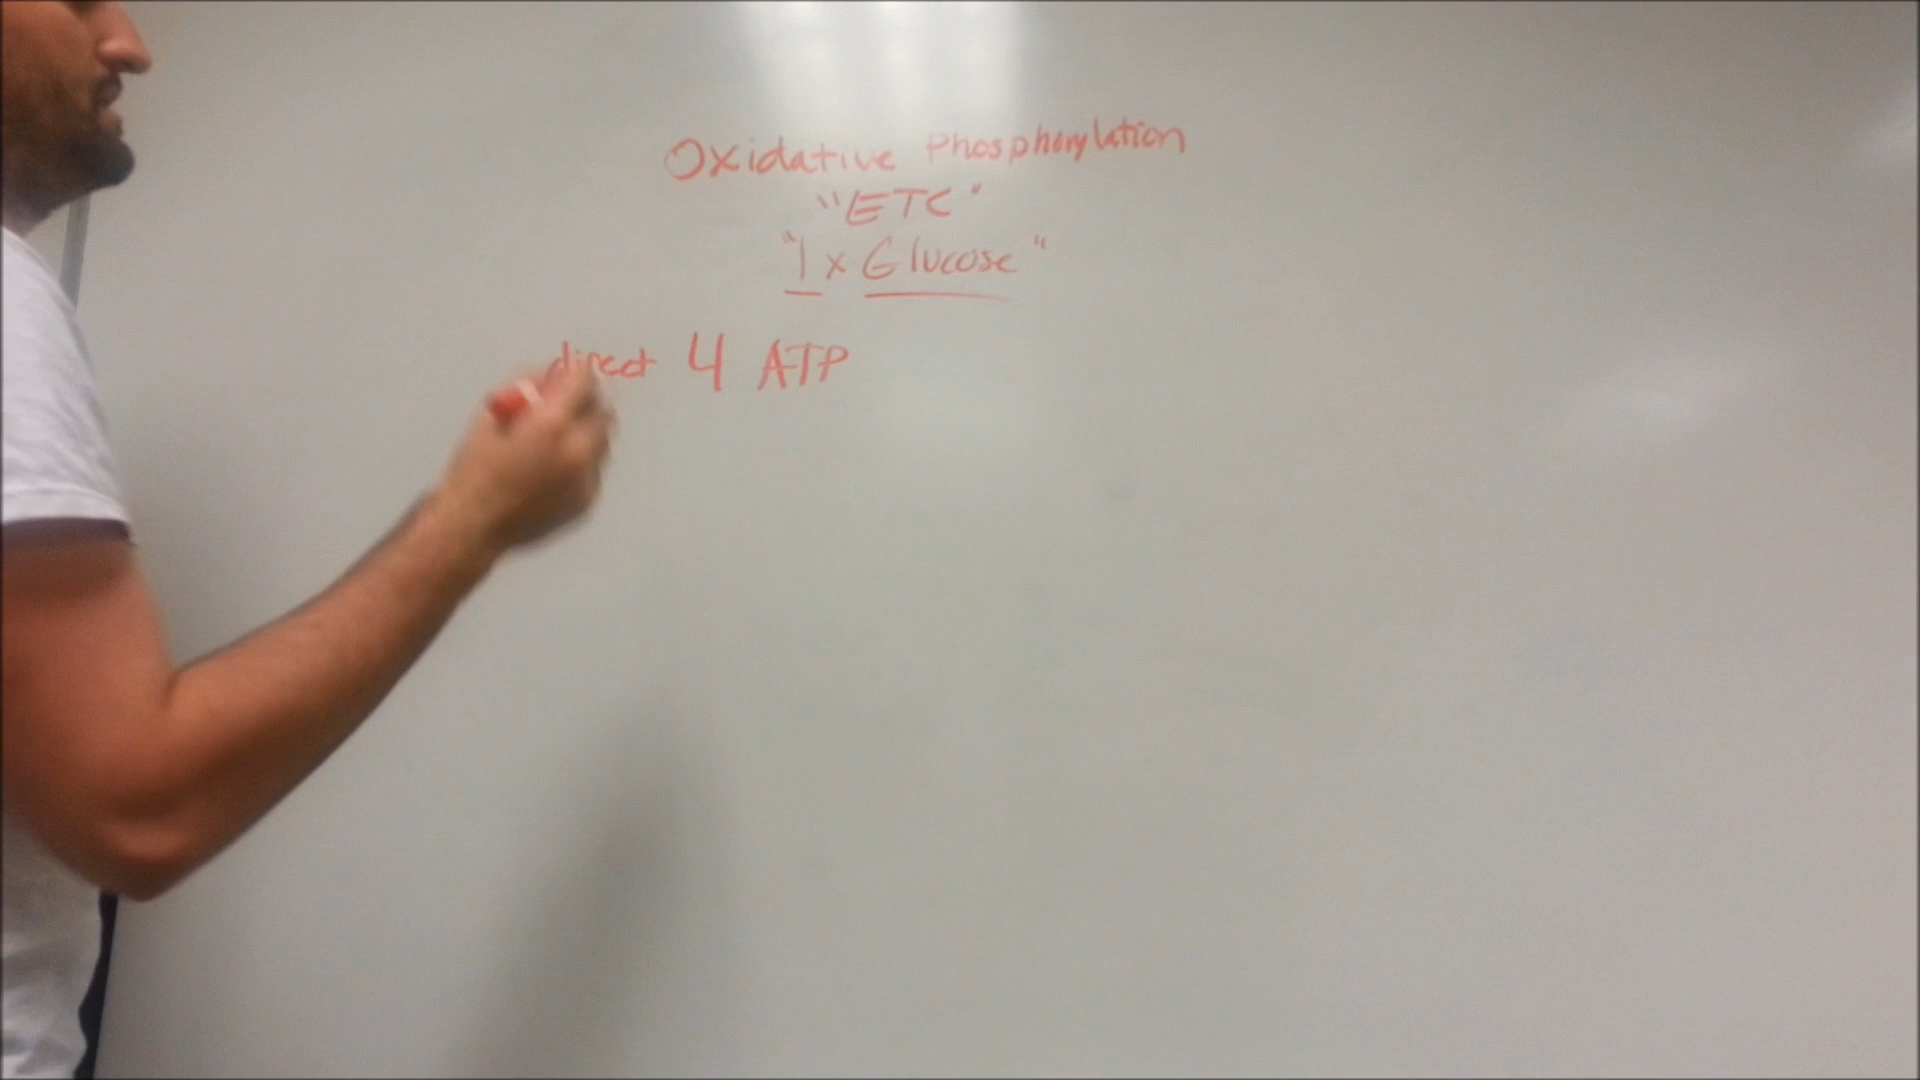 Oxidative Phosphorylation
"ETC"
"1 x Glucose"
direct 4 ATP